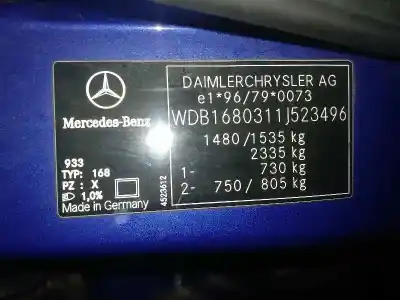 Mercedes-Benz
933
TYP: 168
PZ : X
1,0%
Made in Germany
4523612
DAIMLERCHRYSLER AG
e1*96/79*0073
WDB1680311J523496
1480/1535 kg
2335 kg
1- 730 kg
2- 750/ 805 kg